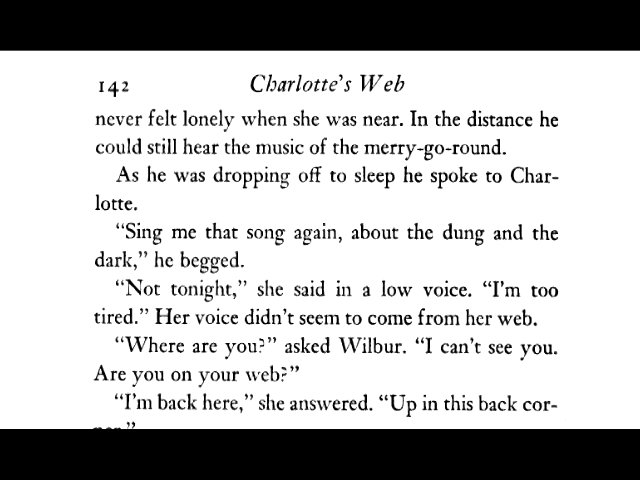 142 Charlotte's Web
never felt lonely when she was near. In the distance he
could still hear the music of the merry-go-round.
As he was dropping off to sleep he spoke to Char-
lotte.
“Sing me that song again, about the dung and the
dark,” he begged.
“Not tonight,” she said in a low voice. “I'm too
tired.” Her voice didn't seem to come from her web.
“Where are you?” asked Wilbur. “I can't see you.
Are you on your web?”
“I'm back here,” she answered. “Up in this back cor-